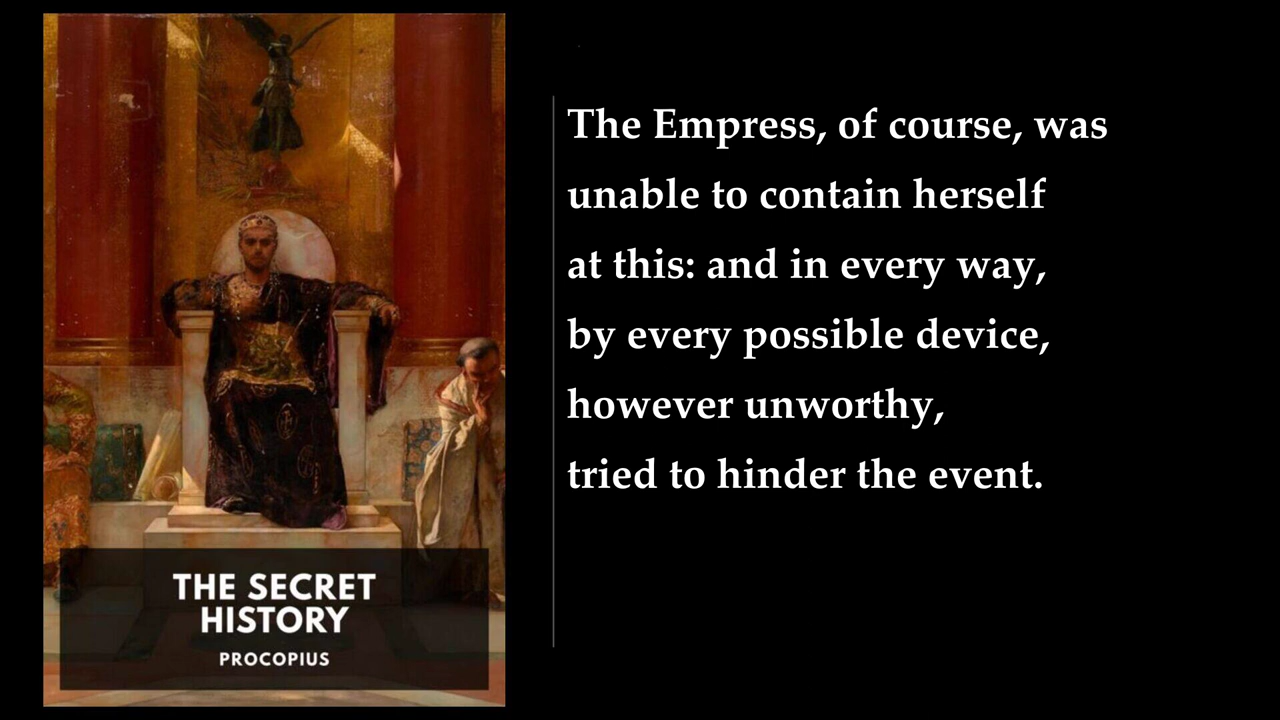 The Empress, of course, was
unable to contain herself
at this: and in every way,
by every possible device,
however unworthy,
tried to hinder the event.
THE SECRET
HISTORY
PROCOPIUS